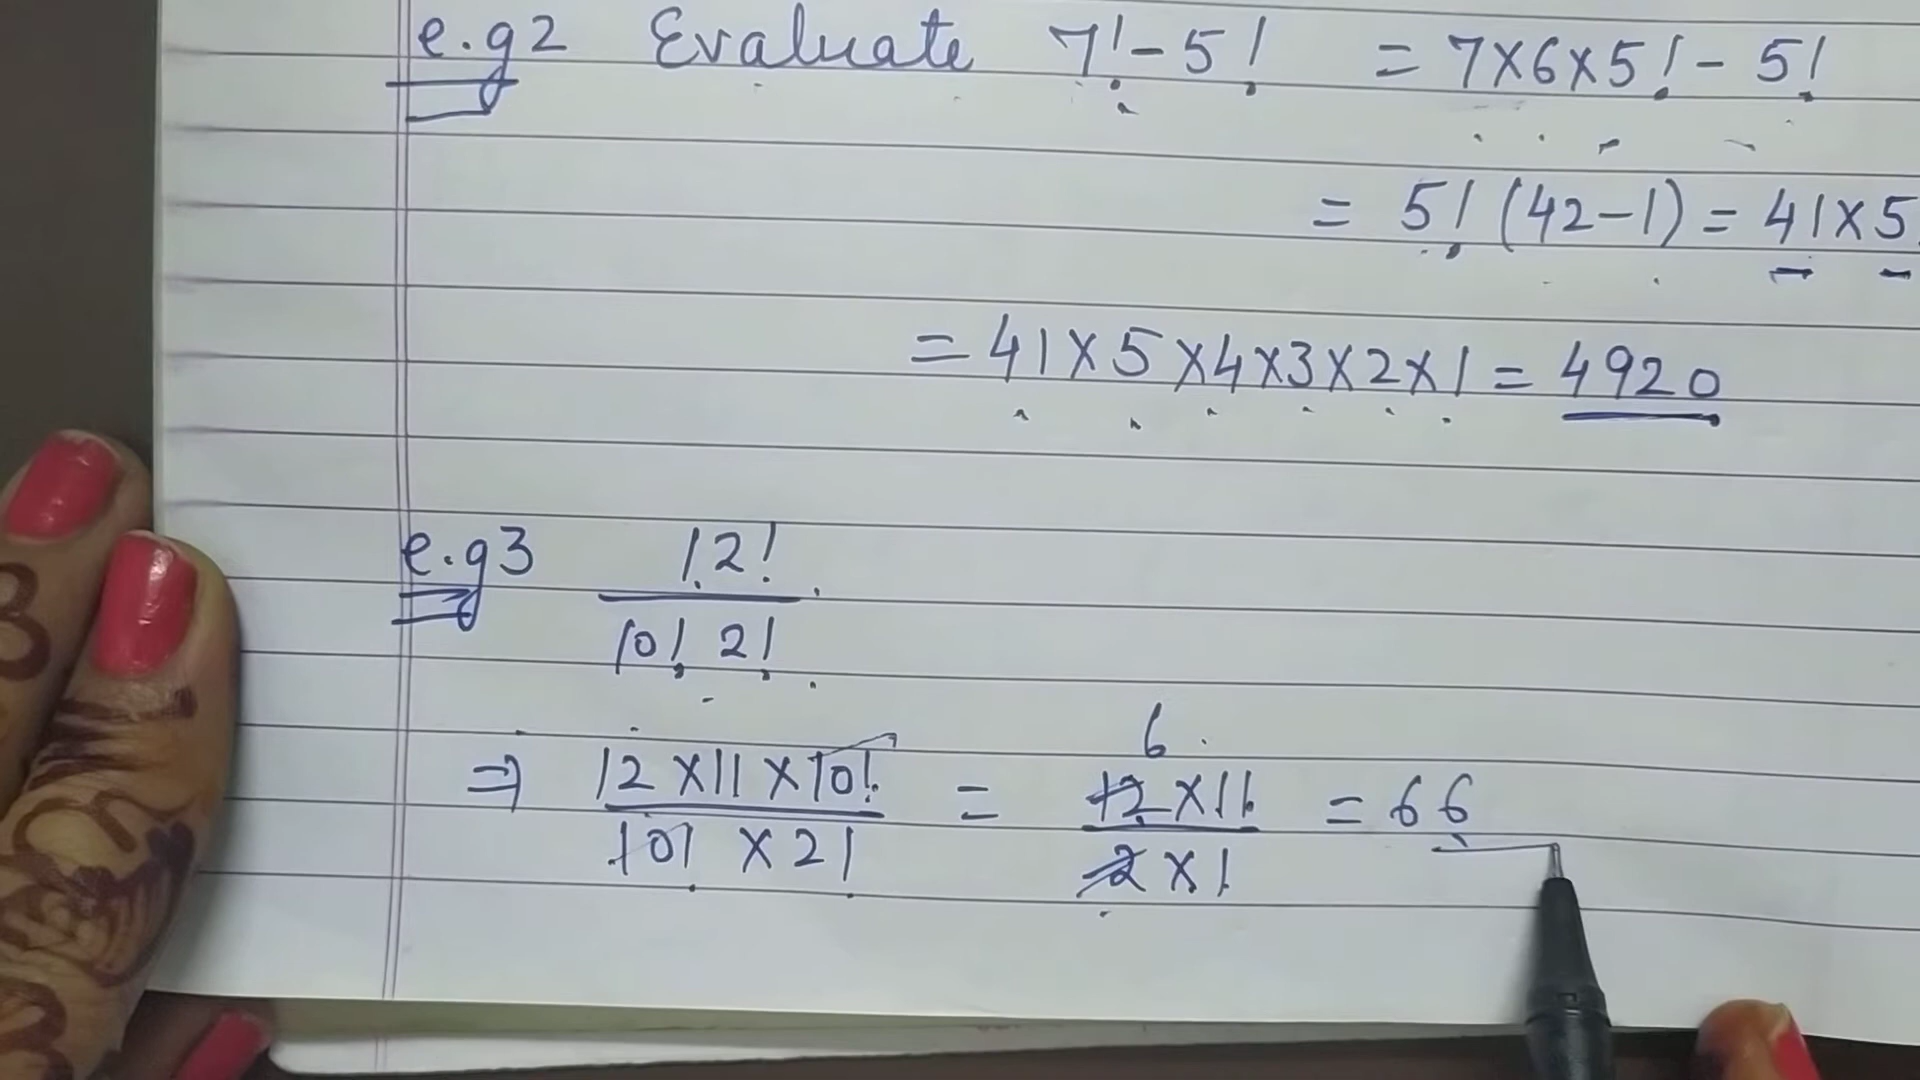 e.g2 Evaluate 7! - 5! = 7×6×5! - 5!
= 5! (42-1) = 41×5
= 41×5×4×3×2×1 = 4920
e.g3 12!
10! 2!
6
⇒ 12×11×10! = 12×11 = 66
10! × 2! 2×1